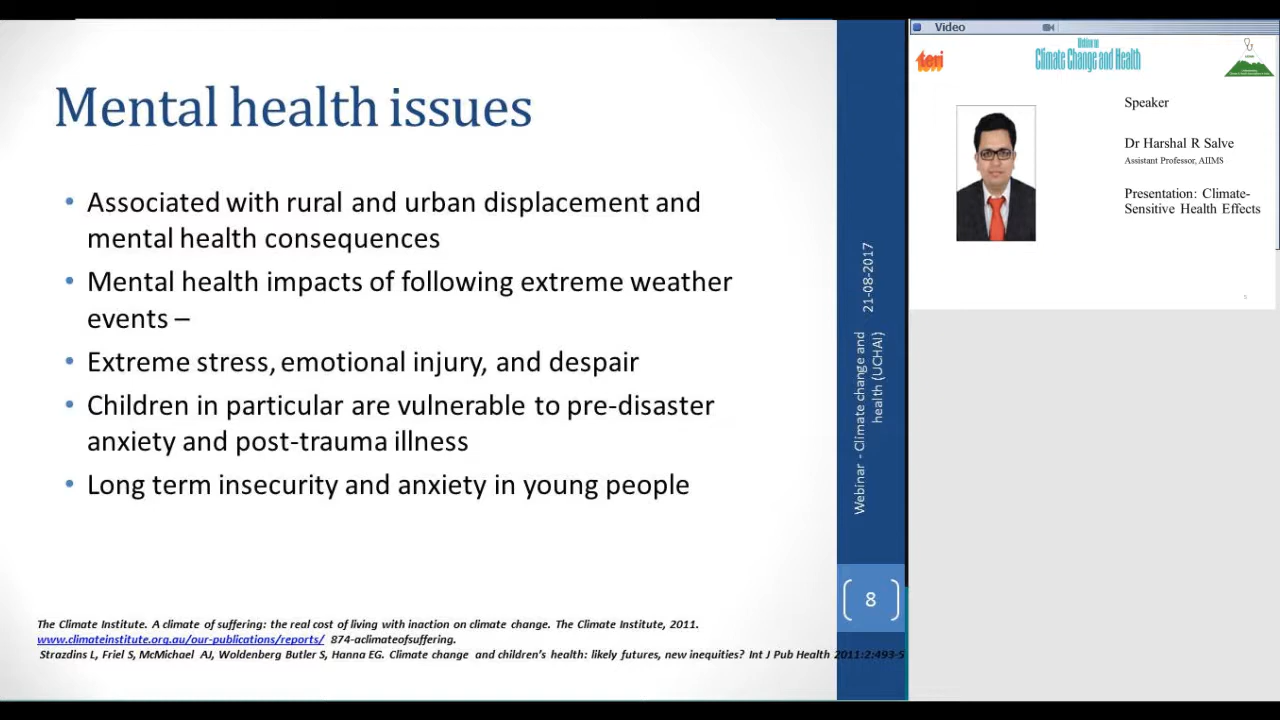 Mental health issues
• Associated with rural and urban displacement and
mental health consequences
• Mental health impacts of following extreme weather
events –
• Extreme stress, emotional injury, and despair
• Children in particular are vulnerable to pre-disaster
anxiety and post-trauma illness
• Long term insecurity and anxiety in young people
The Climate Institute. A climate of suffering: the real cost of living with inaction on climate change. The Climate Institute, 2011.
www.climateinstitute.org.au/our-publications/reports/ 874-aclimateofsuffering.
Strazdins L, Friel S, McMichael AJ, Woldenberg Butler S, Hanna EG. Climate change and children's health: likely futures, new inequities? Int J Pub Health 2011:2:493-5
Webinar - Climate change and
health (UCHAI)
21-08-2017
8
Video
teri
Webinar on
Climate Change and Health
Speaker
Dr Harshal R Salve
Assistant Professor, AIIMS
Presentation: Climate-
Sensitive Health Effects